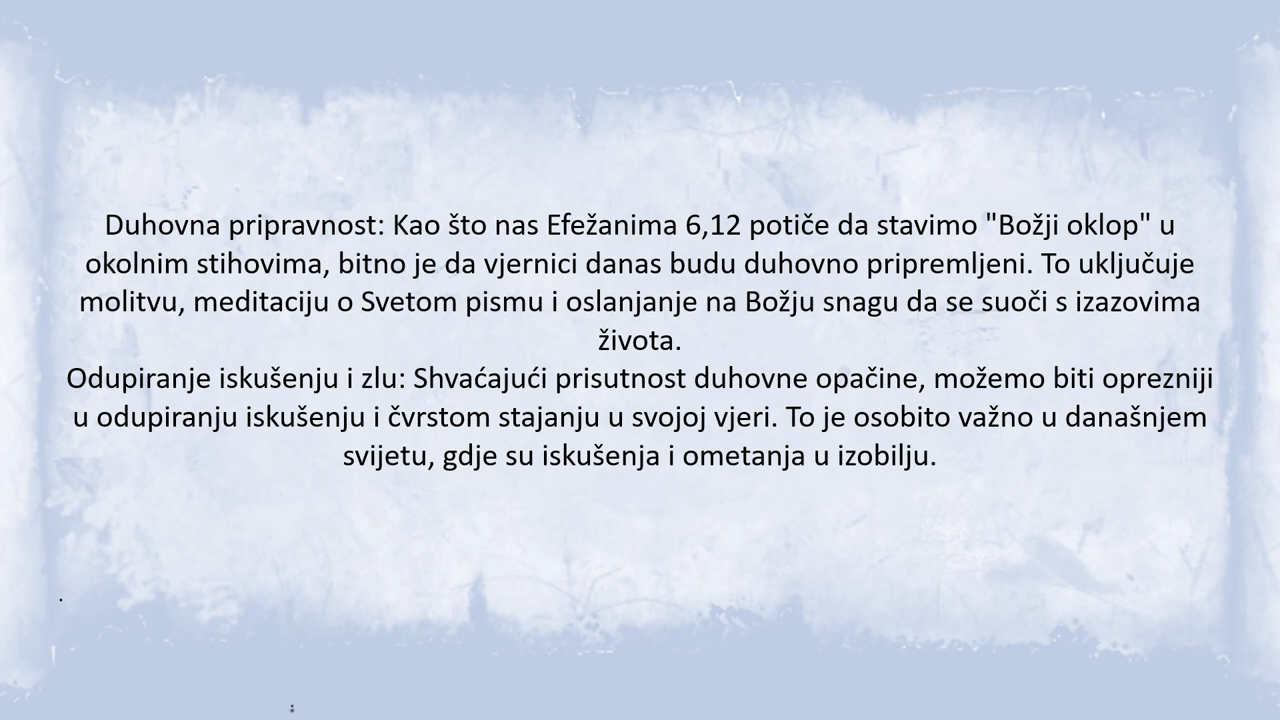 Duhovna pripravnost: Kao što nas Efežanima 6,12 potiče da stavimo "Božji oklop" u
okolnim stihovima, bitno je da vjernici danas budu duhovno pripremljeni. To uključuje
molitvu, meditaciju o Svetom pismu i oslanjanje na Božju snagu da se suoči s izazovima
života.
Odupiranje iskušenju i zlu: Shvaćajući prisutnost duhovne opačine, možemo biti oprezniji
u odupiranju iskušenju i čvrstom stajanju u svojoj vjeri. To je osobito važno u današnjem
svijetu, gdje su iskušenja i ometanja u izobilju.
.
: